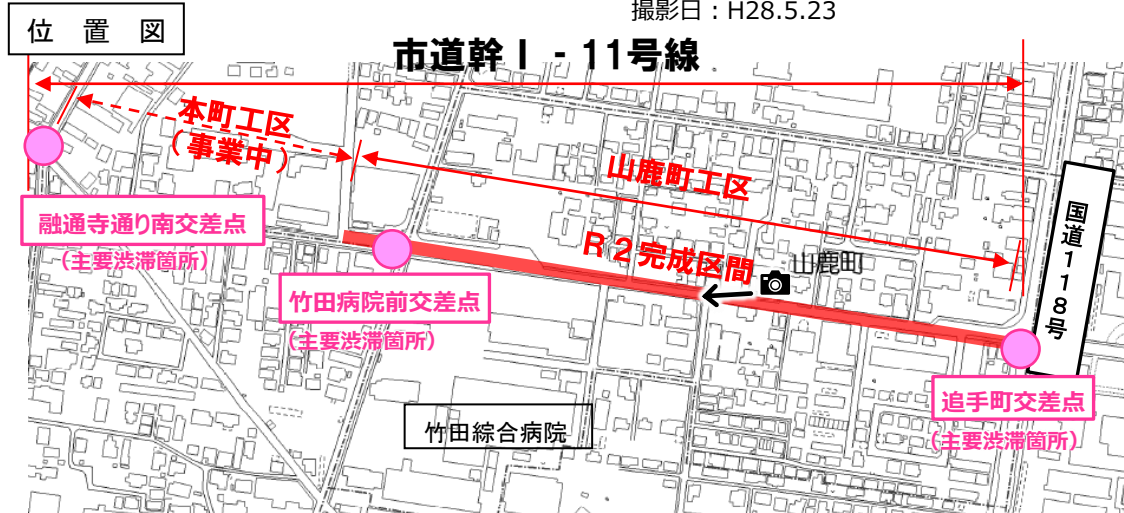 撮影日：H28.5.23
位 置 図
市道幹Ⅰ‐11号線
本町工区
（事業中）
山鹿町工区
国道118号
融通寺通り南交差点
（主要渋滞箇所）
R２完成区間
山鹿町
竹田病院前交差点
（主要渋滞箇所）
追手町交差点
（主要渋滞箇所）
竹田綜合病院